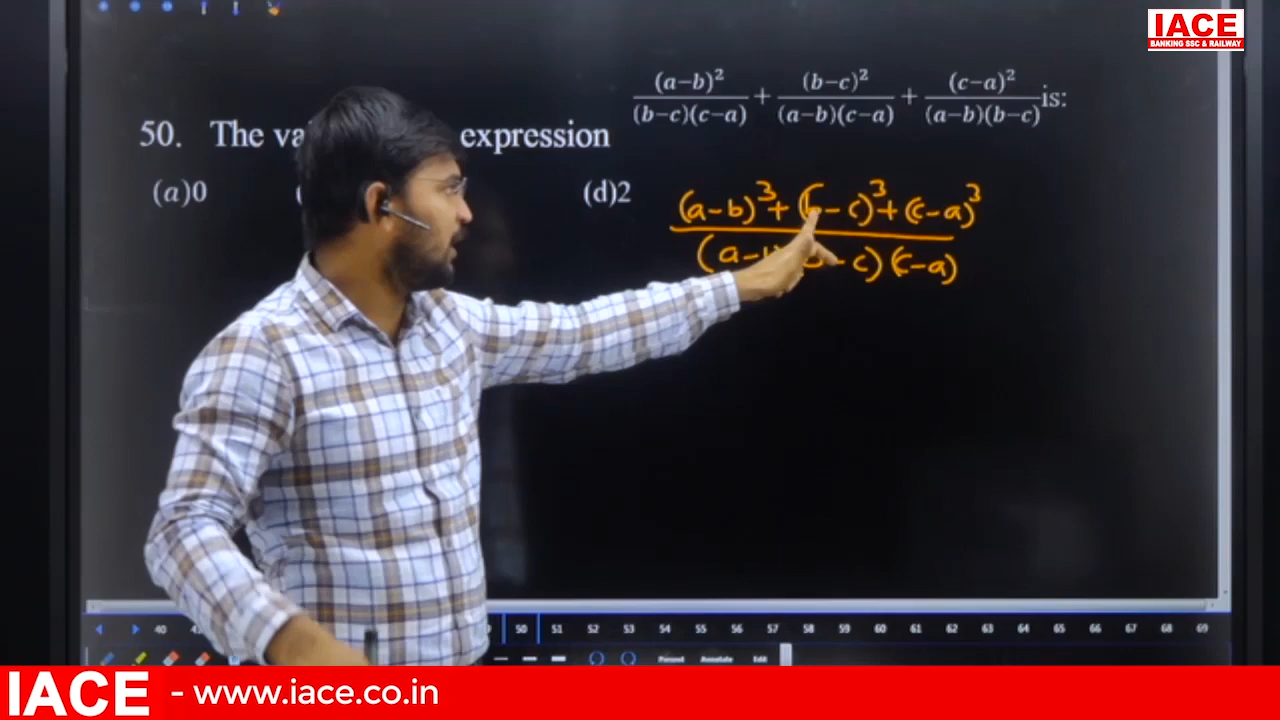 IACE
BANKING SSC & RAILWAY
50. The expression (a−b)²/(b−c)(c−a) + (b−c)²/(a−b)(c−a) + (c−a)²/(a−b)(b−c) is:
(a)0 (d)2
(a-b)³ + (b-c)³ + (c-a)³
(a- -c) (c-a)
40 50 51 52 53 54 55 56 57 58 59 60 61 62 63 64 65 66 67 68 69
Annotate Edit
IACE - www.iace.co.in